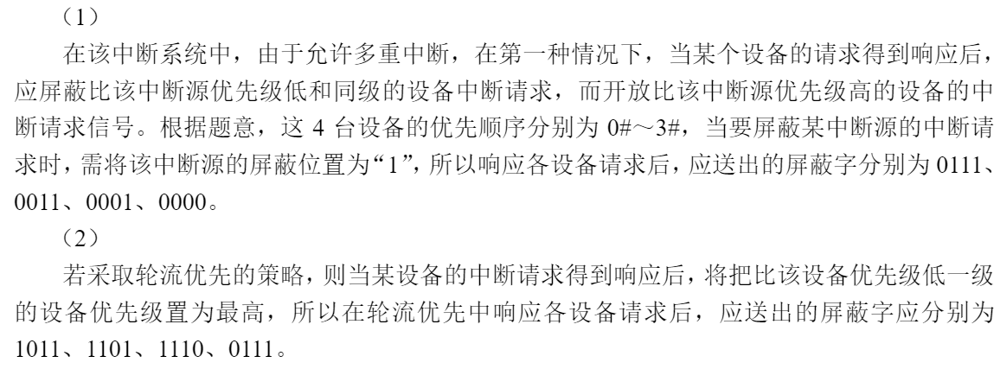 （1）
在该中断系统中，由于允许多重中断，在第一种情况下，当某个设备的请求得到响应后，
应屏蔽比该中断源优先级低和同级的设备中断请求，而开放比该中断源优先级高的设备的中
断请求信号。根据题意，这 4 台设备的优先顺序分别为 0#～3#，当要屏蔽某中断源的中断请
求时，需将该中断源的屏蔽位置为“1”，所以响应各设备请求后，应送出的屏蔽字分别为 0111、
0011、0001、0000。
（2）
若采取轮流优先的策略，则当某设备的中断请求得到响应后，将把比该设备优先级低一级
的设备优先级置为最高，所以在轮流优先中响应各设备请求后，应送出的屏蔽字应分别为
1011、1101、1110、0111。